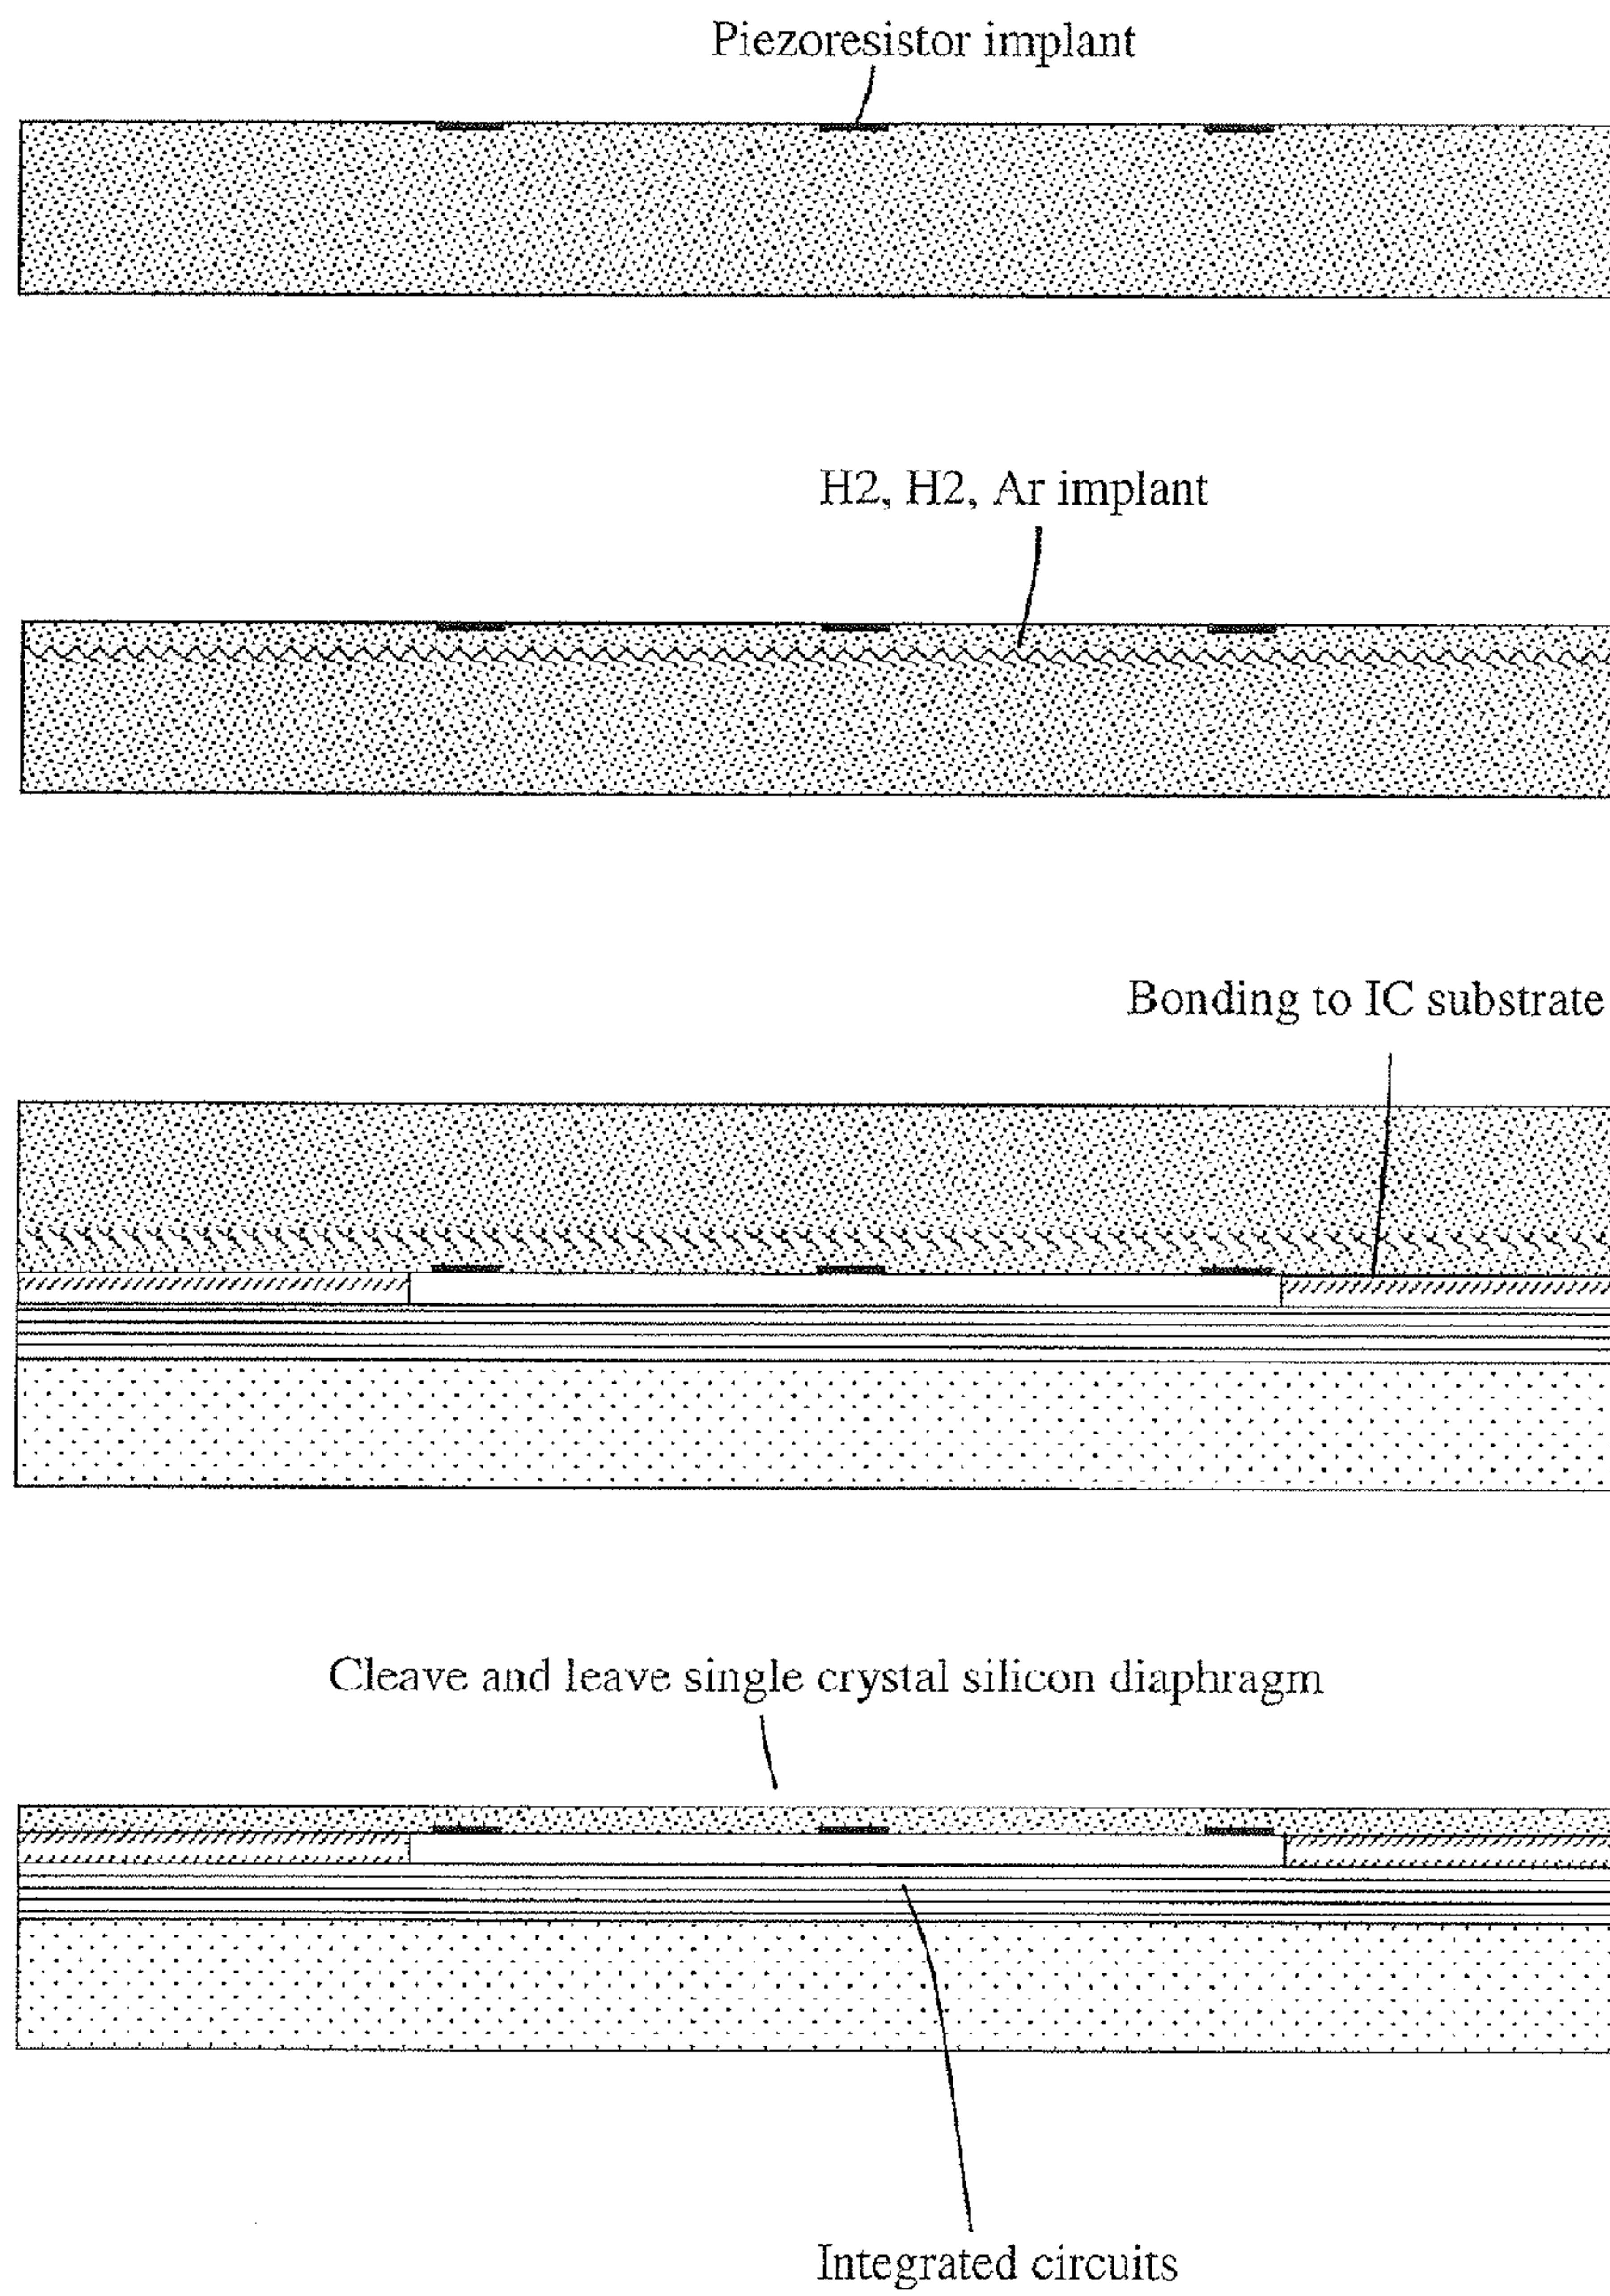 Piezoresistor implant
H2, H2, Ar implant
Bonding to IC substrate
Cleave and leave single crystal silicon diaphragm
Integrated circuits